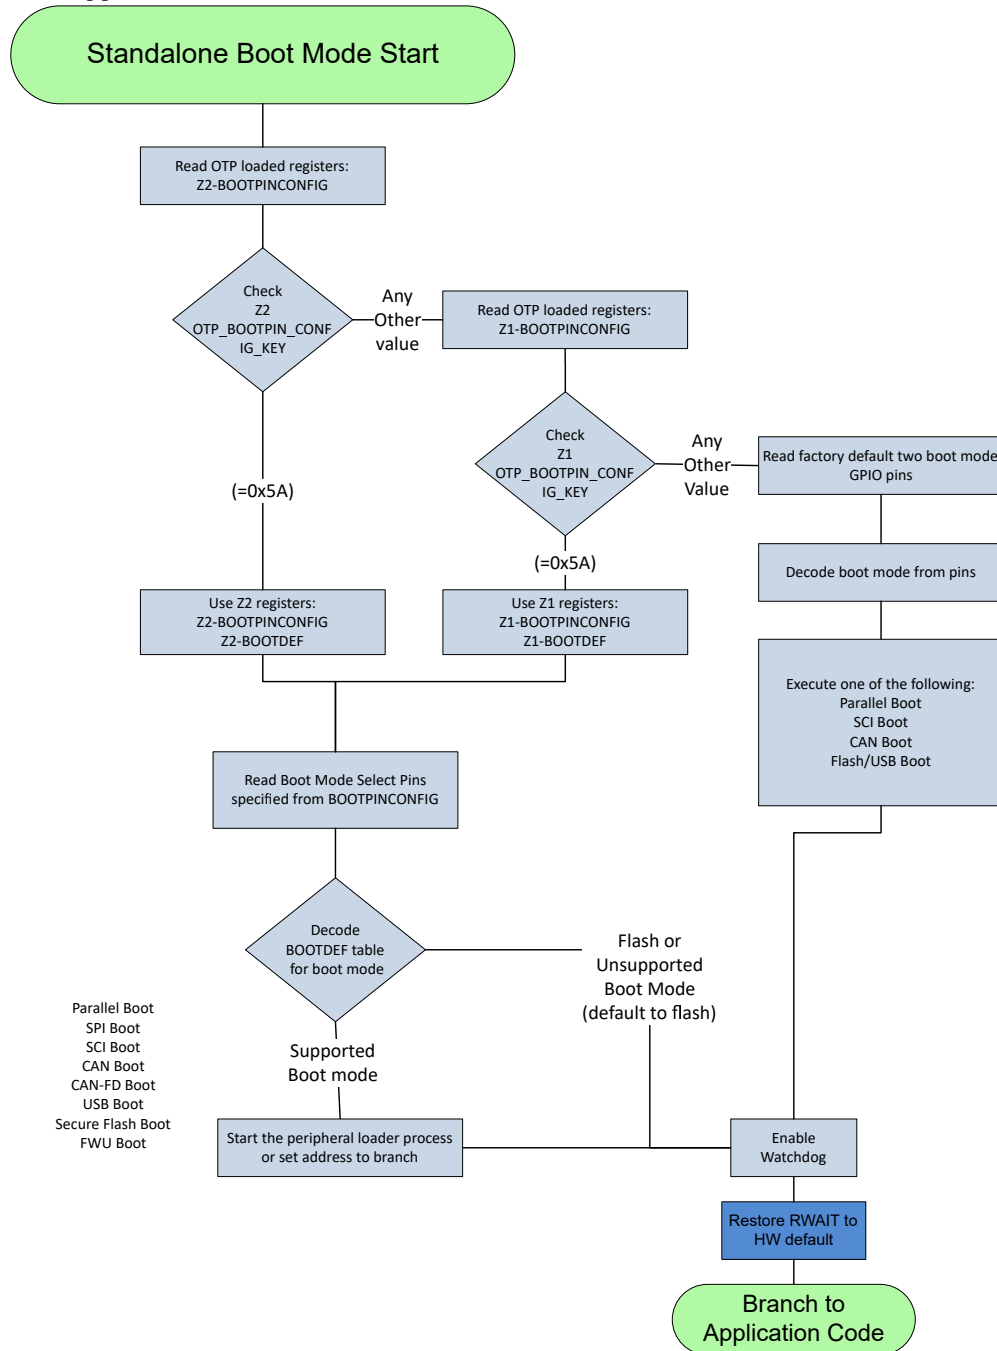 Standalone Boot Mode Start
Read OTP loaded registers:
Z2-BOOTPINCONFIG
Check
Z2
OTP_BOOTPIN_CONF
IG_KEY
Any
Other
value
Read OTP loaded registers:
Z1-BOOTPINCONFIG
Check
Z1
OTP_BOOTPIN_CONF
IG_KEY
Any
Other
Value
Read factory default two boot mode
GPIO pins
(=0x5A)
(=0x5A)
Decode boot mode from pins
Use Z2 registers:
Z2-BOOTPINCONFIG
Z2-BOOTDEF
Use Z1 registers:
Z1-BOOTPINCONFIG
Z1-BOOTDEF
Execute one of the following:
Parallel Boot
SCI Boot
CAN Boot
Flash/USB Boot
Read Boot Mode Select Pins
specified from BOOTPINCONFIG
Decode
BOOTDEF table
for boot mode
Flash or
Unsupported
Boot Mode
(default to flash)
Parallel Boot
SPI Boot
SCI Boot
CAN Boot
CAN-FD Boot
USB Boot
Secure Flash Boot
FWU Boot
Supported
Boot mode
Start the peripheral loader process
or set address to branch
Enable
Watchdog
Restore RWAIT to
HW default
Branch to
Application Code